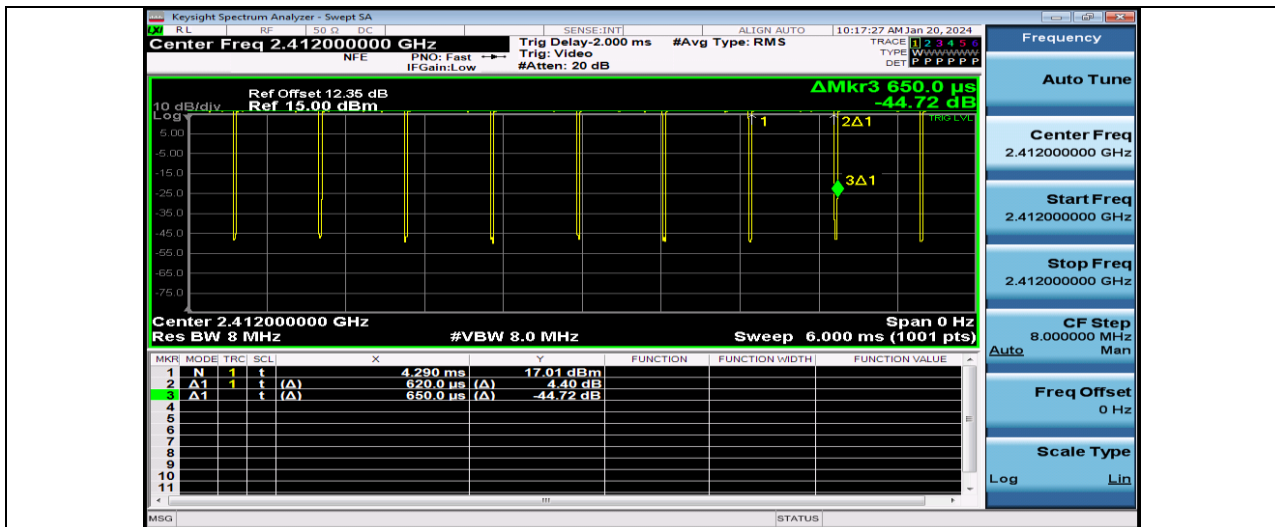 Keysight Spectrum Analyzer - Swept SA
LXI RL RF 50 Ω DC SENSE:INT ALIGN AUTO 10:17:27 AM Jan 20, 2024
Center Freq 2.412000000 GHz Trig Delay-2.000 ms #Avg Type: RMS TRACE 1 2 3 4 5 6
NFE PNO: Fast Trig: Video TYPE WWWWWW
IFGain:Low #Atten: 20 dB DET P P P P P P
Frequency
Auto Tune
Center Freq
2.412000000 GHz
Start Freq
2.412000000 GHz
Stop Freq
2.412000000 GHz
CF Step
8.000000 MHz
Auto Man
Freq Offset
0 Hz
Scale Type
Log Lin
ΔMkr3 650.0 µs
Ref Offset 12.35 dB
10 dB/div Ref 15.00 dBm -44.72 dB
Log
1 2Δ1 TRIG LVL
5.00
-5.00
-15.0
3Δ1
-25.0
-35.0
-45.0
-55.0
-65.0
-75.0
Center 2.412000000 GHz Span 0 Hz
Res BW 8 MHz #VBW 8.0 MHz Sweep 6.000 ms (1001 pts)
MKR MODE TRC SCL X Y FUNCTION FUNCTION WIDTH FUNCTION VALUE
1 N 1 t 4.290 ms 17.01 dBm
2 Δ1 1 t (Δ) 620.0 µs (Δ) 4.40 dB
3 Δ1 t (Δ) 650.0 µs (Δ) -44.72 dB
4
5
6
7
8
9
10
11
MSG STATUS